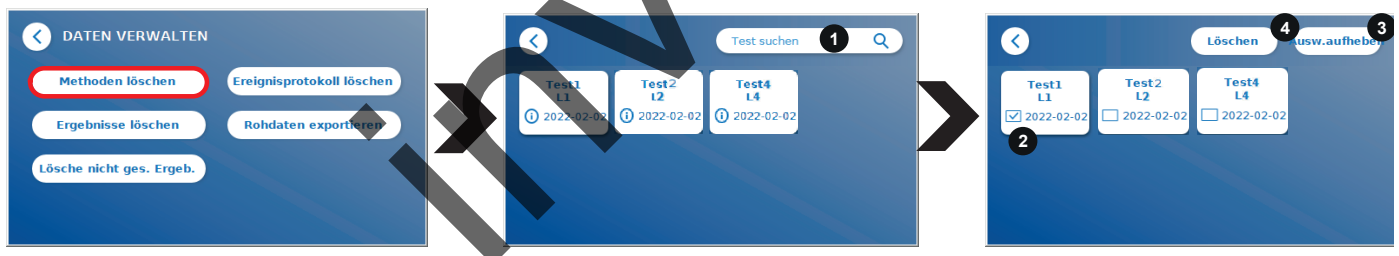 DATEN VERWALTEN
Methoden löschen
Ereignisprotokoll löschen
Ergebnisse löschen
Rohdaten exportieren
Lösche nicht ges. Ergeb.
Test suchen 1
Test1
L1
2022-02-02
Test2
L2
2022-02-02
Test4
L4
2022-02-02
Löschen 4
Ausw.aufheben 3
Test1
L1
2022-02-02
2
Test2
L2
2022-02-02
Test4
L4
2022-02-02
inv